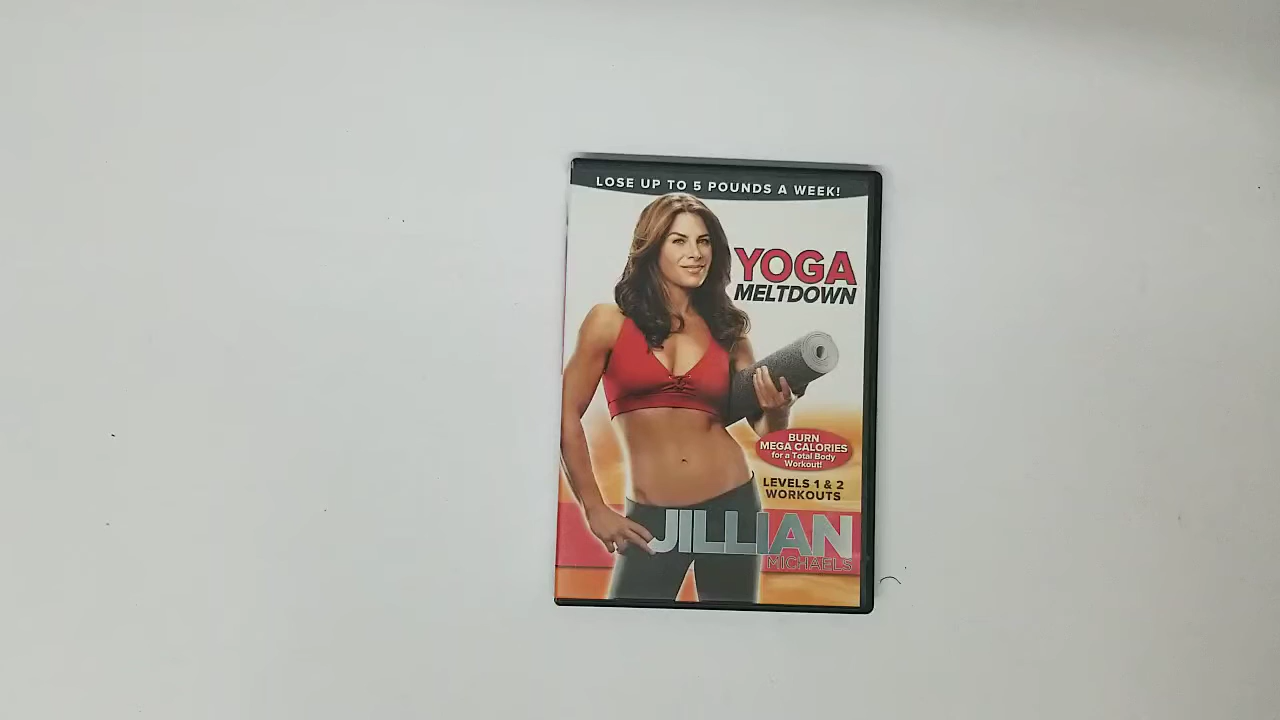 LOSE UP TO 5 POUNDS A WEEK!
YOGA
MELTDOWN
BURN
MEGA CALORIES
for a Total Body
Workout!
LEVELS 1 & 2
WORKOUTS
JILLIAN
MICHAELS